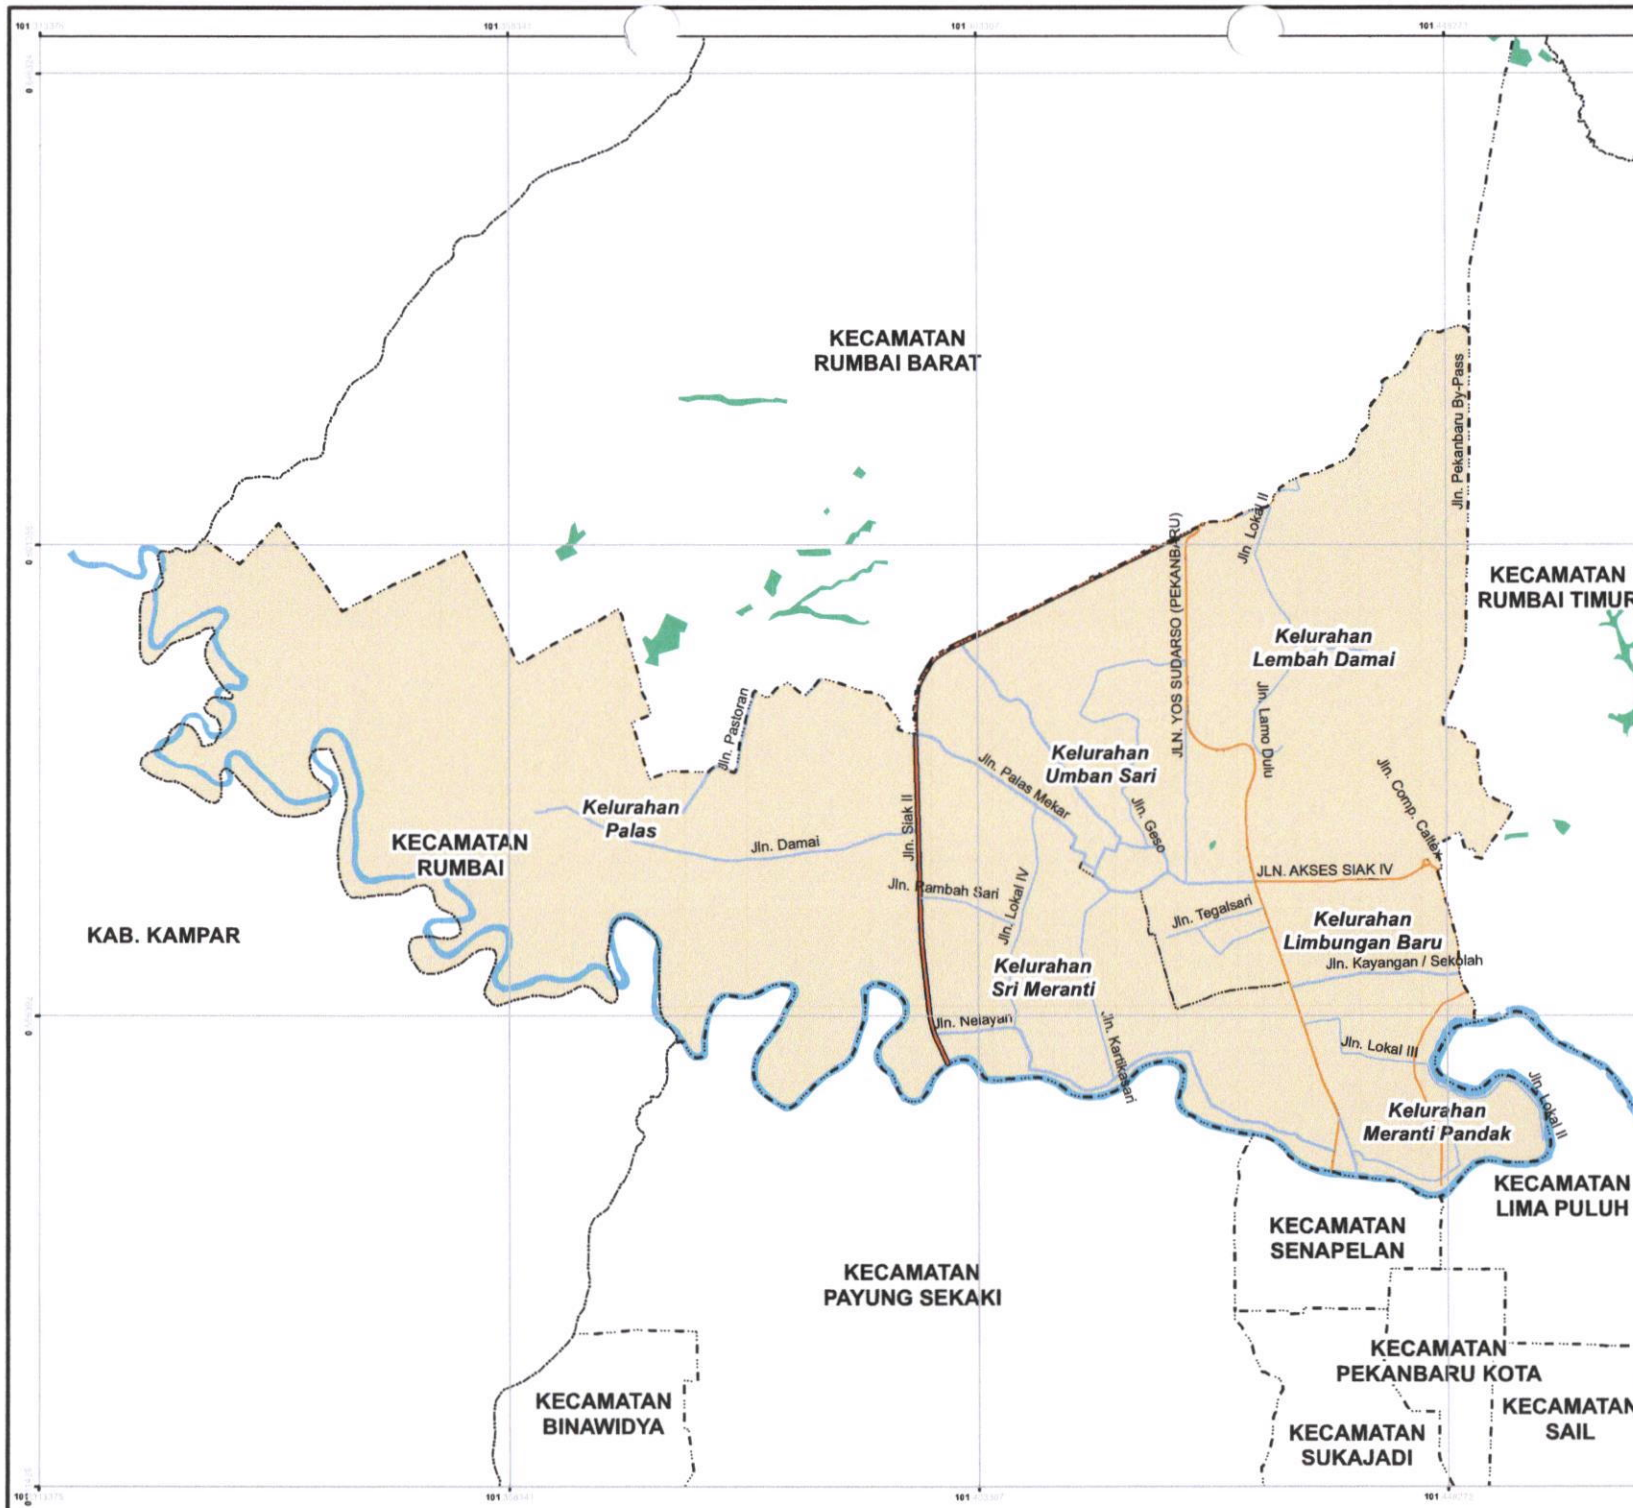 KECAMATAN
RUMBAI BARAT
Jln. Pekanbaru By-Pass
Jln. Lokal II
JLN. YOS SUDARSO (PEKANBARU)
KECAMATAN
RUMBAI TIMUR
Kelurahan
Lembah Damai
Jln. Lamo Dulu
Jln. Pastoran
Kelurahan
Umban Sari
Jln. Palas Mekar
Jln. Geso
Jln. Comp. Caltex
Kelurahan
Palas
Jln. Siak II
Jln. Damai
KECAMATAN
RUMBAI
JLN. AKSES SIAK IV
Jln. Rambah Sari
Jln. Lokal IV
Jln. Tegalsari
Kelurahan
Limbungan Baru
KAB. KAMPAR
Jln. Kayangan / Sekolah
Kelurahan
Sri Meranti
Jln. Nelayan
Jln. Kartikasari
Jln. Lokal III
Jln. Lokal II
Kelurahan
Meranti Pandak
KECAMATAN
LIMA PULUH
KECAMATAN
SENAPELAN
KECAMATAN
PAYUNG SEKAKI
KECAMATAN
PEKANBARU KOTA
KECAMATAN
BINAWIDYA
KECAMATAN
SAIL
KECAMATAN
SUKAJADI